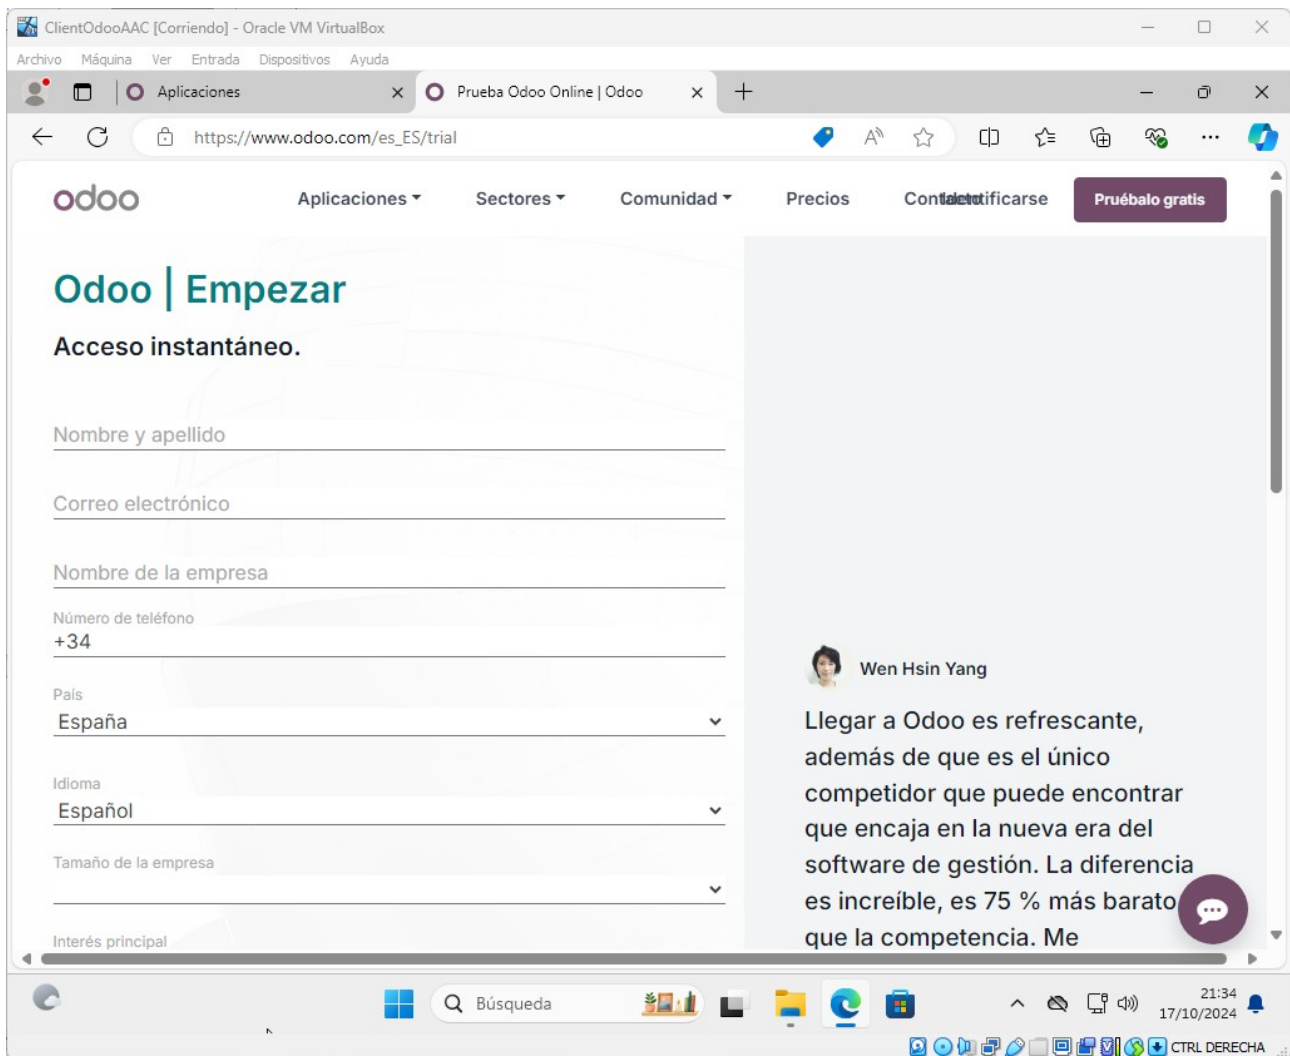 ClientOdooAAC [Corriendo] - Oracle VM VirtualBox
Archivo Máquina Ver Entrada Dispositivos Ayuda
Aplicaciones
Prueba Odoo Online | Odoo
https://www.odoo.com/es_ES/trial
odoo
Aplicaciones
Sectores
Comunidad
Precios
Contacto
Identificarse
Pruébalo gratis
Odoo | Empezar
Acceso instantáneo.
Nombre y apellido
Correo electrónico
Nombre de la empresa
Número de teléfono
+34
País
España
Idioma
Español
Tamaño de la empresa
Interés principal
Wen Hsin Yang
Llegar a Odoo es refrescante,
además de que es el único
competidor que puede encontrar
que encaja en la nueva era del
software de gestión. La diferencia
es increíble, es 75 % más barato
que la competencia. Me
Búsqueda
21:34
17/10/2024
CTRL DERECHA